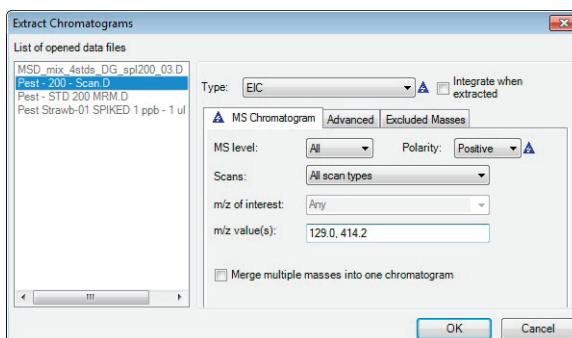 Extract Chromatograms
List of opened data files
MSD_mix_4stds_DG_spl200_03.D
Pest - 200 - Scan.D
Pest - STD 200 MRM.D
Pest Strawb-01 SPIKED 1 ppb - 1 ul
Type: EIC
Integrate when
extracted
MS Chromatogram Advanced Excluded Masses
MS level: All Polarity: Positive
Scans: All scan types
m/z of interest: Any
m/z value(s): 129.0, 414.2
Merge multiple masses into one chromatogram
OK Cancel